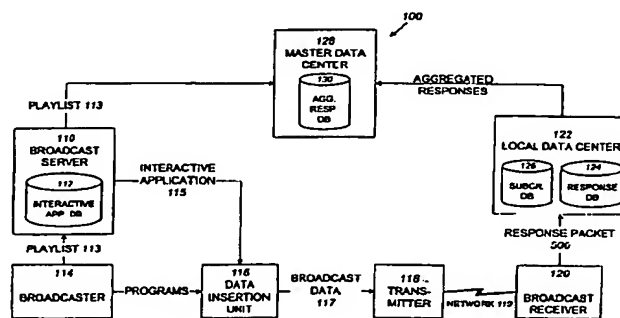 100
128
MASTER DATA
CENTER
130
AGG.
RESP
DB
PLAYLIST 113
AGGREGATED
RESPONSES
110
BROADCAST
SERVER
112
INTERACTIVE
APP DB
INTERACTIVE
APPLICATION
115
122
LOCAL DATA CENTER
126
SUBCR.
DB
124
RESPONSE
DB
PLAYLIST 113
RESPONSE PACKET
500
114
BROADCASTER
PROGRAMS
116
DATA
INSERTION
UNIT
BROADCAST
DATA
117
118
TRANS-
MITTER
NETWORK 119
120
BROADCAST
RECEIVER